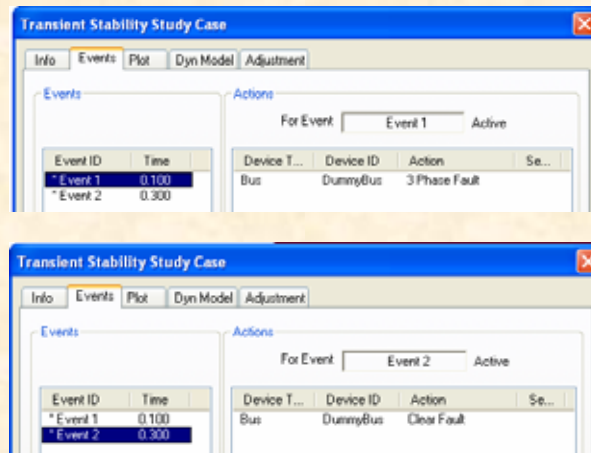 Transient Stability Study Case
Info Events Plot Dyn Model Adjustment
Events Actions
For Event Event 1 Active
Event ID Time Device T... Device ID Action Se...
* Event 1 0.100 Bus DummyBus 3 Phase Fault
* Event 2 0.300
Transient Stability Study Case
Info Events Plot Dyn Model Adjustment
Events Actions
For Event Event 2 Active
Event ID Time Device T... Device ID Action Se...
* Event 1 0.100 Bus DummyBus Clear Fault
* Event 2 0.300